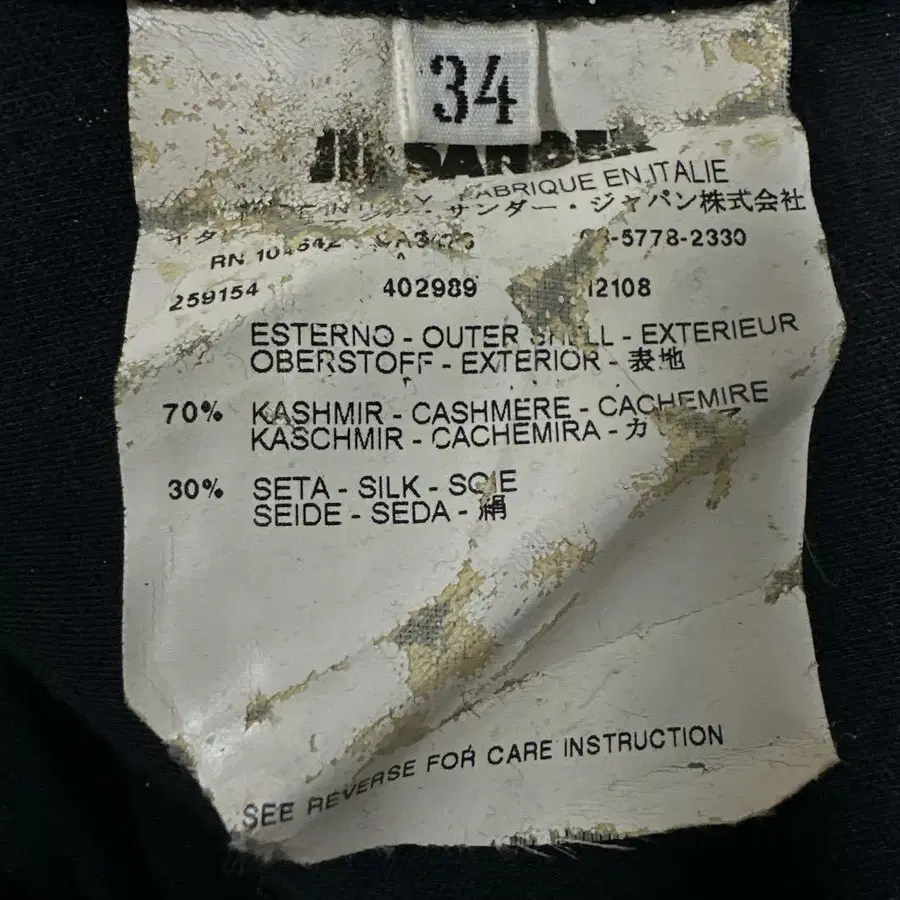 34
JIL SANDER
FABRIQUE EN ITALIE
サンダー・ジャパン株式会社
RN 5778-2330
259154 402989 12108
ESTERNO - OUTER SHELL - EXTERIEUR
OBERSTOFF - EXTERIOR - 表地
70% KASHMIR - CASHMERE - CACHEMIRE
KASCHMIR - CACHEMIRA - カ
30% SETA - SILK - SOIE
SEIDE - SEDA - 絹
SEE REVERSE FOR CARE INSTRUCTION